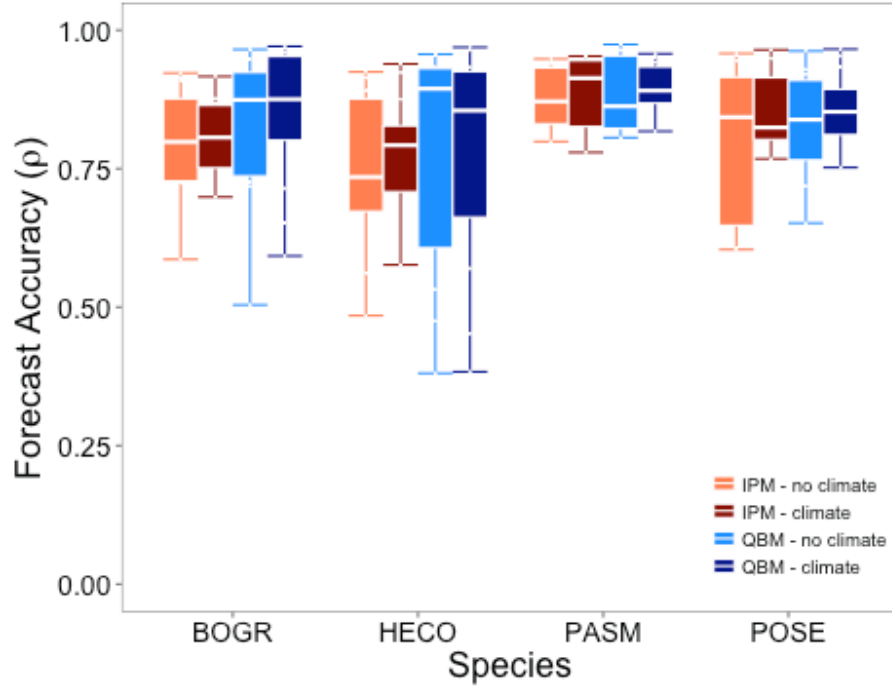 Forecast Accuracy (ρ)
1.00
0.75
0.50
0.25
0.00
IPM - no climate
IPM - climate
QBM - no climate
QBM - climate
BOGR HECO PASM POSE
Species